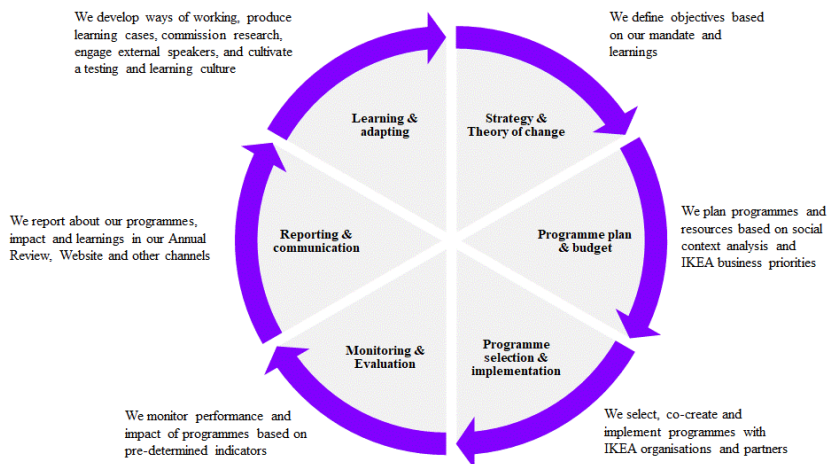 We develop ways of working, produce
learning cases, commission research,
engage external speakers, and cultivate
a testing and learning culture
We define objectives based
on our mandate and
learnings
Learning &
adapting
Strategy &
Theory of change
We report about our programmes,
impact and learnings in our Annual
Review, Website and other channels
Reporting &
communication
Programme plan
& budget
We plan programmes and
resources based on social
context analysis and
IKEA business priorities
Monitoring &
Evaluation
Programme
selection &
implementation
We monitor performance and
impact of programmes based on
pre-determined indicators
We select, co-create and
implement programmes with
IKEA organisations and partners